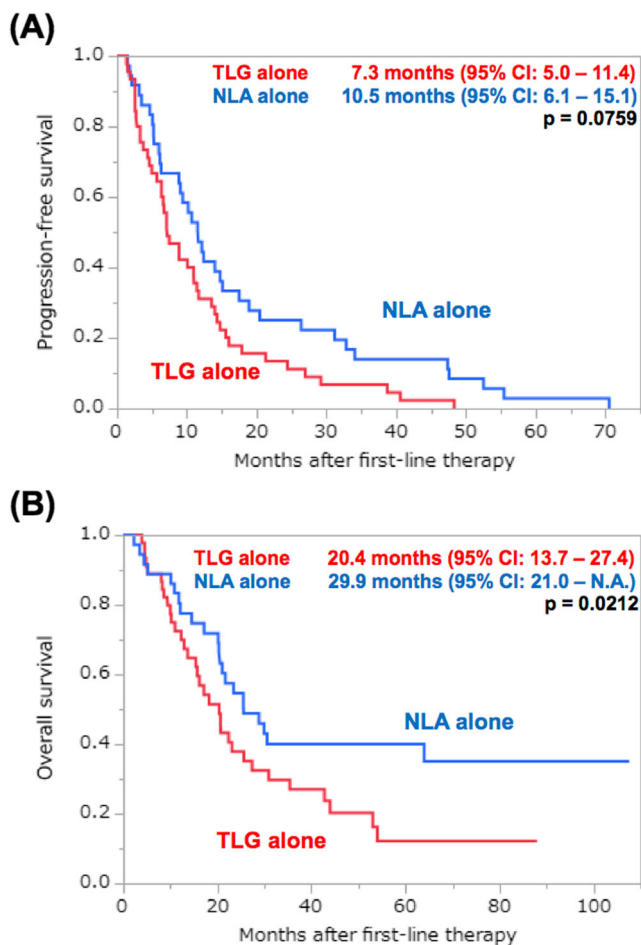 (A)
1.0
0.8
0.6
0.4
0.2
0.0
Progression-free survival
TLG alone 7.3 months (95% CI: 5.0 – 11.4)
NLA alone 10.5 months (95% CI: 6.1 – 15.1)
p = 0.0759
NLA alone
TLG alone
0 10 20 30 40 50 60 70
Months after first-line therapy
(B)
1.0
0.8
0.6
0.4
0.2
0.0
Overall survival
TLG alone 20.4 months (95% CI: 13.7 – 27.4)
NLA alone 29.9 months (95% CI: 21.0 – N.A.)
p = 0.0212
NLA alone
TLG alone
0 20 40 60 80 100
Months after first-line therapy